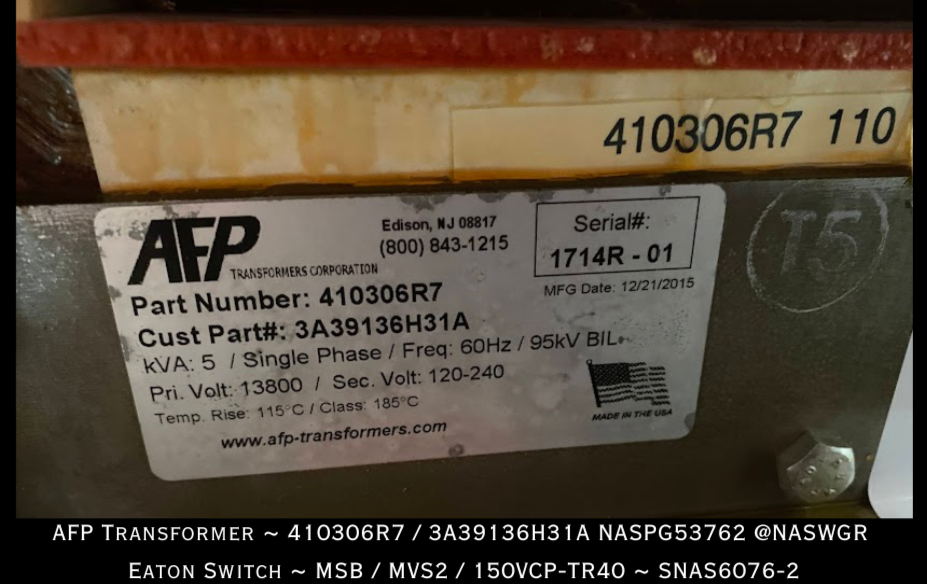 410306R7 110
T5
AFP
TRANSFORMERS CORPORATION
Edison, NJ 08817
(800) 843-1215
Serial#:
1714R - 01
MFG Date: 12/21/2015
Part Number: 410306R7
Cust Part#: 3A39136H31A
kVA: 5 / Single Phase / Freq: 60Hz / 95kV BIL
Pri. Volt: 13800 / Sec. Volt: 120-240
Temp. Rise: 115°C / Class: 185°C
MADE IN THE USA
www.afp-transformers.com
AFP Transformer ~ 410306R7 / 3A39136H31A NASPG53762 @NASWGR
Eaton Switch ~ MSB / MVS2 / 150VCP-TR40 ~ SNAS6076-2